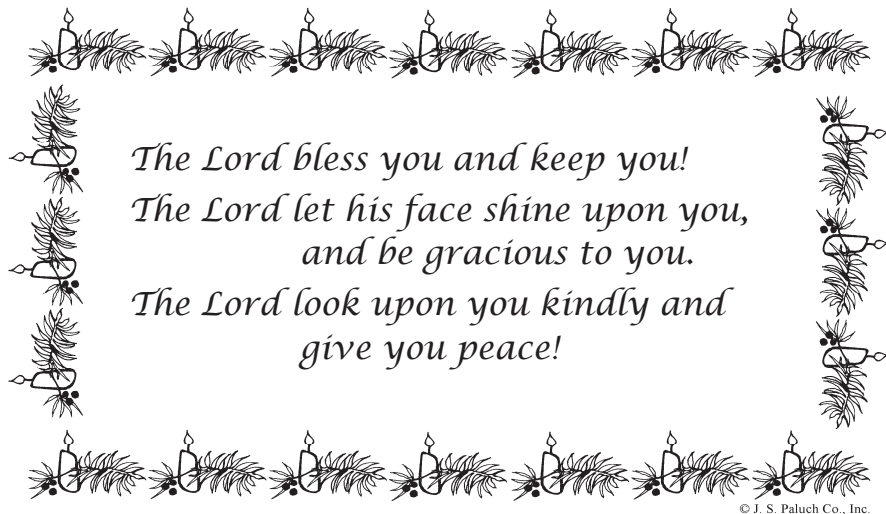 The Lord bless you and keep you!
The Lord let his face shine upon you,
and be gracious to you.
The Lord look upon you kindly and
give you peace!
© J. S. Paluch Co., Inc.